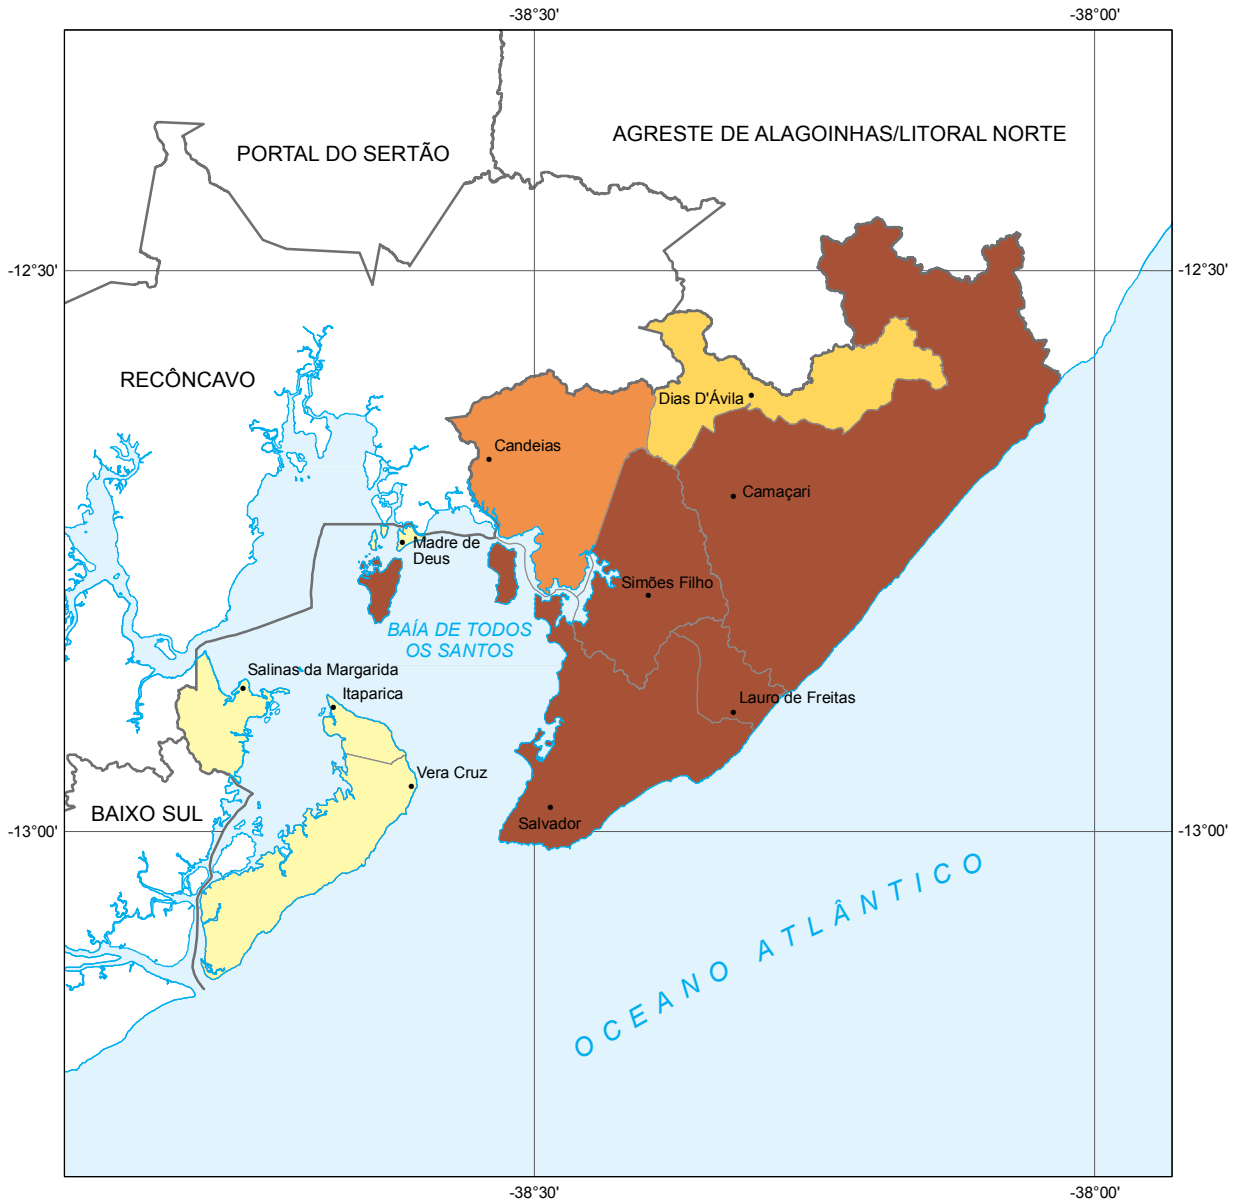 -38°30'
-38°00'
AGRESTE DE ALAGOINHAS/LITORAL NORTE
PORTAL DO SERTÃO
-12°30'
-12°30'
RECÔNCAVO
Dias D'Ávila
Candeias
Camaçari
Madre de
Deus
Simões Filho
BAÍA DE TODOS
OS SANTOS
Salinas da Margarida
Itaparica
Lauro de Freitas
Vera Cruz
BAIXO SUL
Salvador
-13°00'
-13°00'
OCEANO ATLÂNTICO
-38°30'
-38°00'